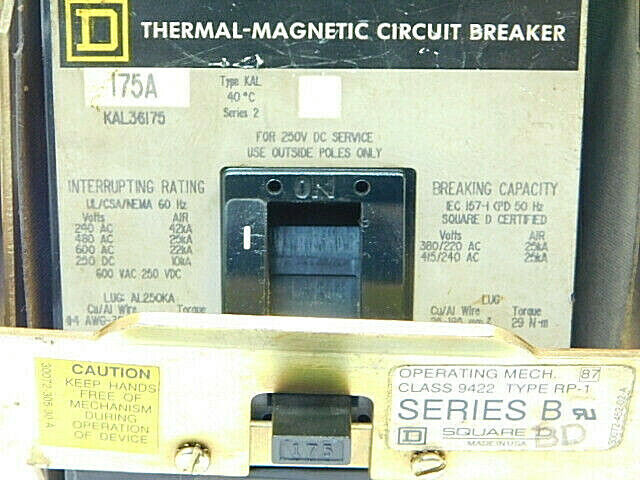 D THERMAL-MAGNETIC CIRCUIT BREAKER
175A
KAL36175
Type KAL
40°C
Series 2
FOR 250V DC SERVICE
USE OUTSIDE POLES ONLY
INTERRUPTING RATING
UL/CSA/NEMA 60 Hz
Volts AIR
240 AC 42kA
480 AC 25kA
600 AC 22kA
250 DC 10kA
600 VAC 250 VDC
LUG: AL250KA
Cu/Al Wire Torque
ON
I
BREAKING CAPACITY
IEC 157-1 CPD 50 Hz
SQUARE D CERTIFIED
Volts AIR
380/220 AC 25kA
415/240 AC 25kA
LUG:
Cu/Al Wire Torque
29 N-m
30072 305 30 A
CAUTION
KEEP HANDS
FREE OF
MECHANISM
DURING
OPERATION
OF DEVICE
175
OPERATING MECH. 87
CLASS 9422 TYPE RP-1
SERIES B
D SQUARE D
MADE IN USA
BD